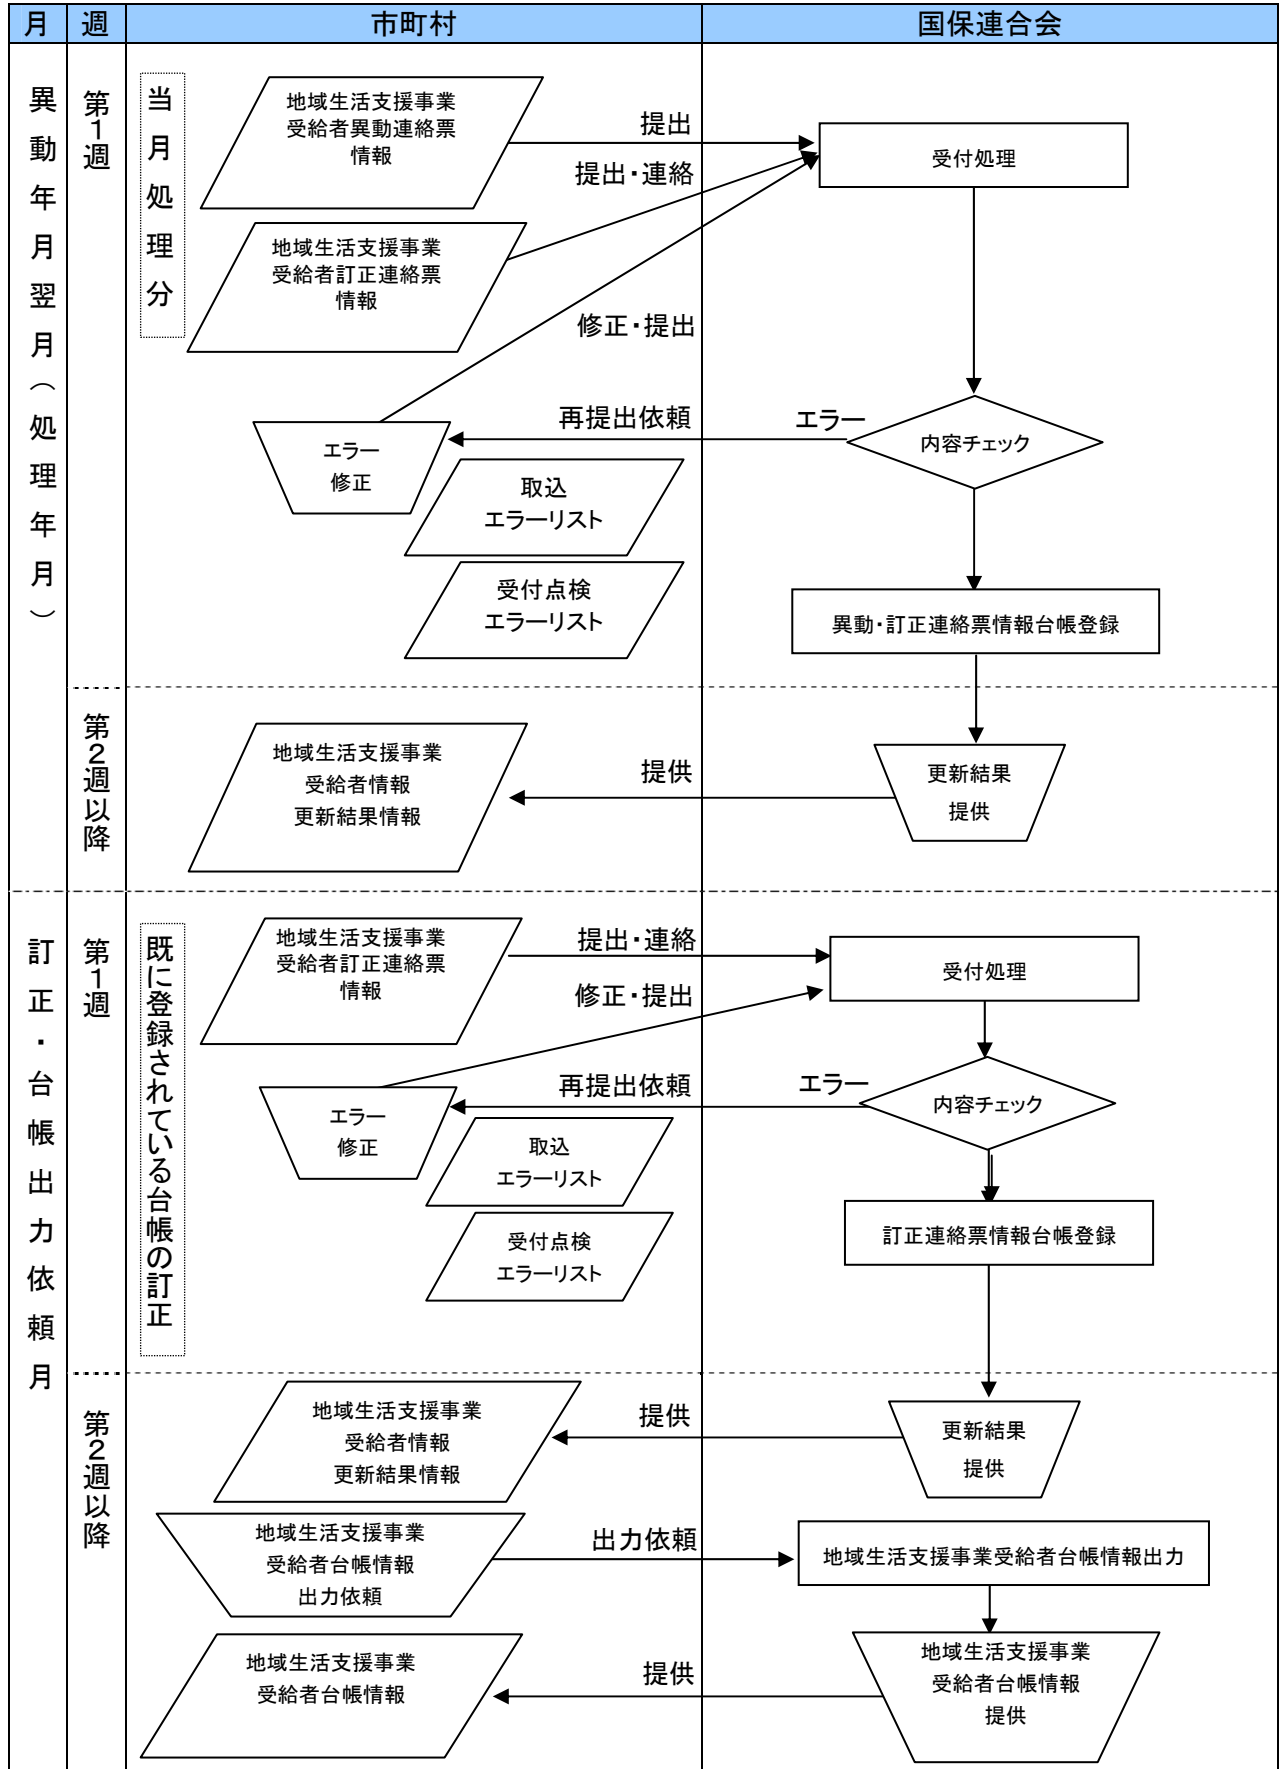 月 週 市町村 国保連合会
異動年月翌月（処理年月）
第1週
当月処理分
地域生活支援事業
受給者異動連絡票
情報
提出
受付処理
提出・連絡
地域生活支援事業
受給者訂正連絡票
情報
修正・提出
再提出依頼
エラー
内容チェック
エラー
修正
取込
エラーリスト
受付点検
エラーリスト
異動・訂正連絡票情報台帳登録
第2週以降
地域生活支援事業
受給者情報
更新結果情報
提供
更新結果
提供
訂正・台帳出力依頼月
第1週
既に登録されている台帳の訂正
地域生活支援事業
受給者訂正連絡票
情報
提出・連絡
受付処理
修正・提出
再提出依頼
エラー
内容チェック
エラー
修正
取込
エラーリスト
受付点検
エラーリスト
訂正連絡票情報台帳登録
第2週以降
地域生活支援事業
受給者情報
更新結果情報
提供
更新結果
提供
地域生活支援事業
受給者台帳情報
出力依頼
出力依頼
地域生活支援事業受給者台帳情報出力
地域生活支援事業
受給者台帳情報
提供
地域生活支援事業
受給者台帳情報
提供